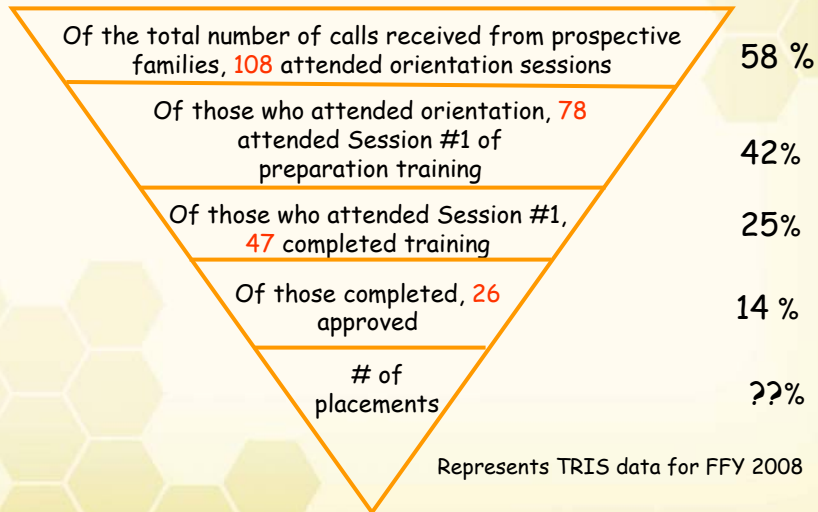 Of the total number of calls received from prospective
families, 108 attended orientation sessions
58 %
Of those who attended orientation, 78
attended Session #1 of
preparation training
42%
Of those who attended Session #1,
47 completed training
25%
Of those completed, 26
approved
14 %
# of
placements
??%
Represents TRIS data for FFY 2008